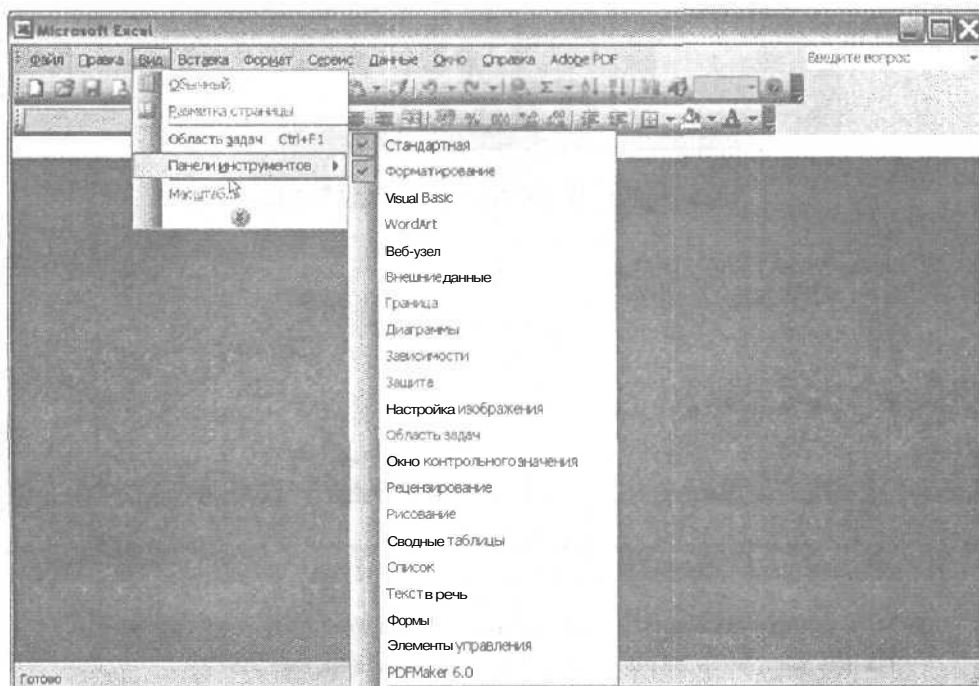 Microsoft Excel
Файл Правка Вид Вставка Формат Сервис Данные Окно Справка Adobe PDF Введите вопрос
Обычный
Разметка страницы
Область задач Ctrl+F1
Панели инструментов
Масштаб...
Стандартная
Форматирование
Visual Basic
WordArt
Веб-узел
Внешние данные
Граница
Диаграммы
Зависимости
Защита
Настройка изображения
Область задач
Окно контрольного значения
Рецензирование
Рисование
Сводные таблицы
Список
Текст в речь
Формы
Элементы управления
PDFMaker 6.0
Готово